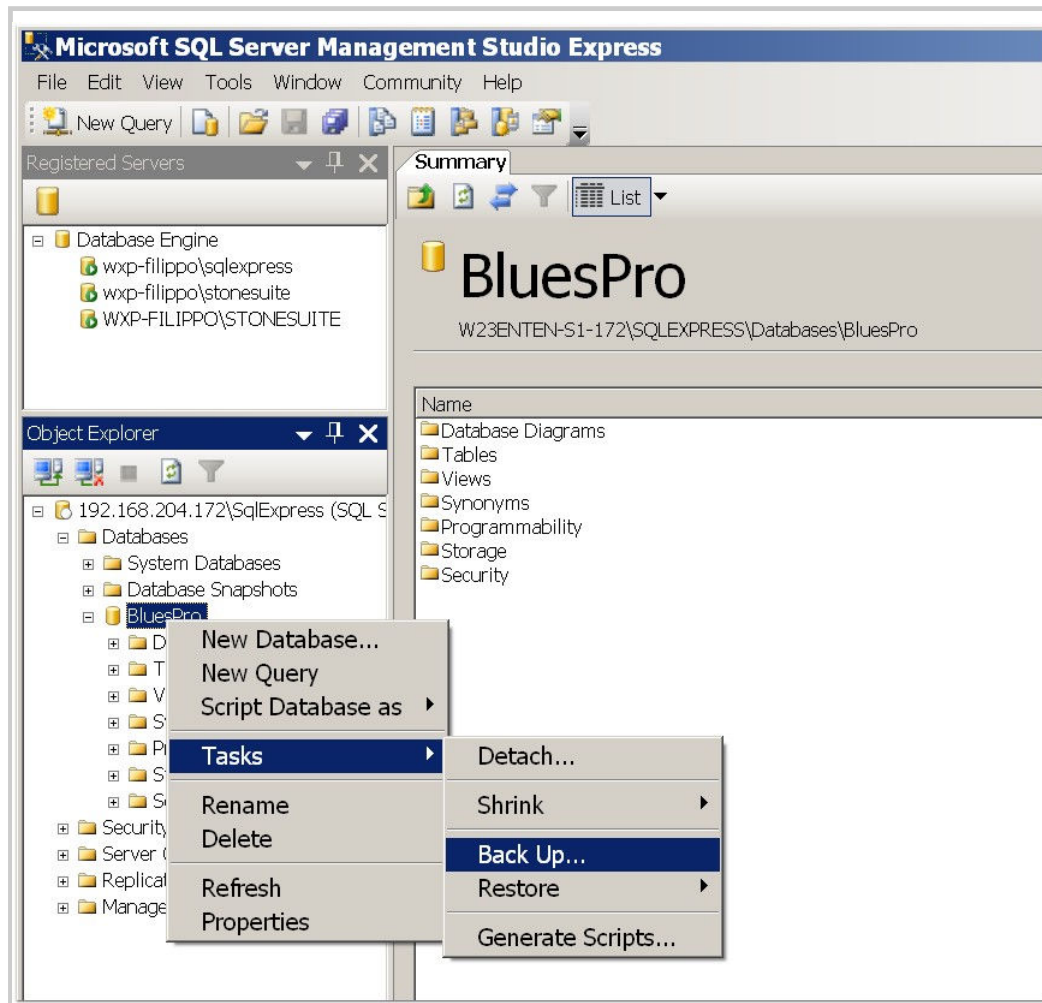 Microsoft SQL Server Management Studio Express
File Edit View Tools Window Community Help
New Query
Registered Servers
Database Engine
wxp-filippo\sqlexpress
wxp-filippo\stonesuite
WXP-FILIPPO\STONESUITE
Summary
List
BluesPro
W23ENTEN-S1-172\SQLEXPRESS\Databases\BluesPro
Name
Database Diagrams
Tables
Views
Synonyms
Programmability
Storage
Security
Object Explorer
192.168.204.172\SqlExpress (SQL S
Databases
System Databases
Database Snapshots
BluesPro
D
T
V
S
P
S
S
Security
Server
Replicat
Manage
New Database...
New Query
Script Database as
Tasks
Rename
Delete
Refresh
Properties
Detach...
Shrink
Back Up...
Restore
Generate Scripts...